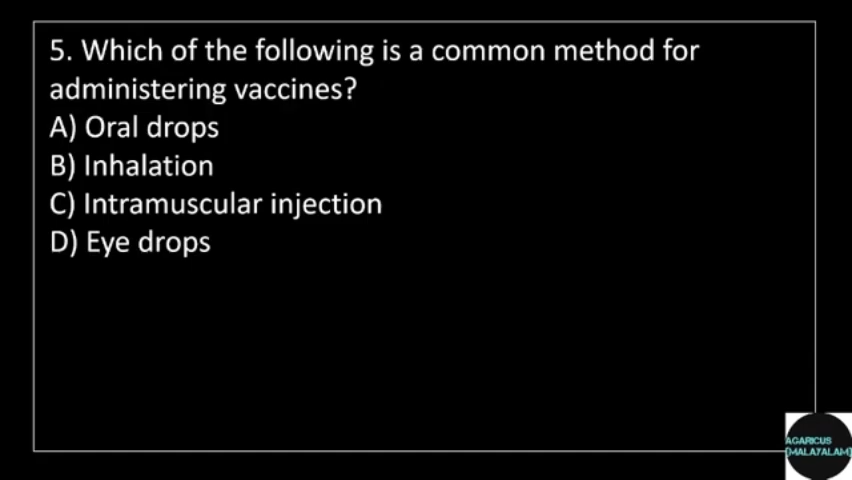 5. Which of the following is a common method for
administering vaccines?
A) Oral drops
B) Inhalation
C) Intramuscular injection
D) Eye drops
AGARICUS
[MALAYALAM]